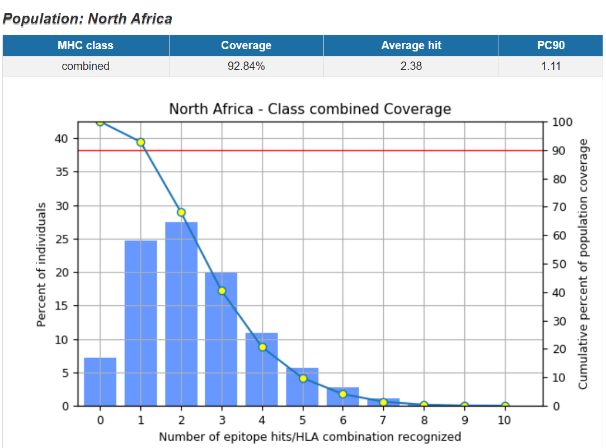 Population: North Africa
MHC class Coverage Average hit PC90
combined 92.84% 2.38 1.11
North Africa - Class combined Coverage
Percent of individuals
40
35
30
25
20
15
10
5
0
100
90
80
70
60
50
40
30
20
10
0
Cumulative percent of population coverage
0 1 2 3 4 5 6 7 8 9 10
Number of epitope hits/HLA combination recognized